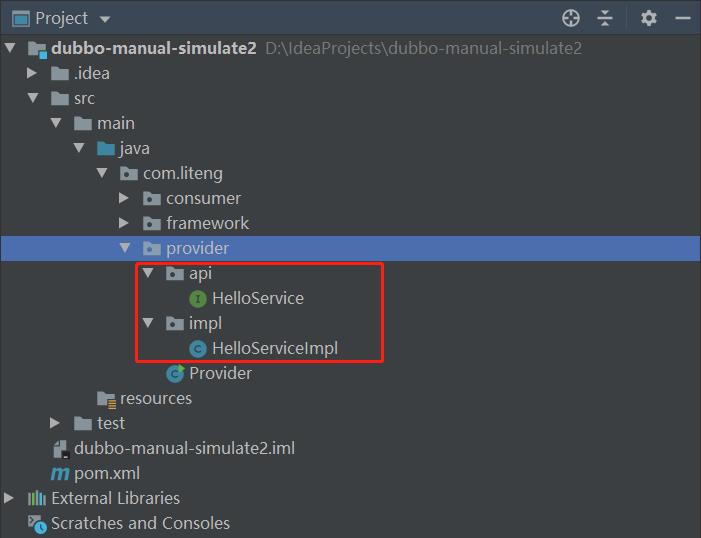 Project
dubbo-manual-simulate2 D:\IdeaProjects\dubbo-manual-simulate2
.idea
src
main
java
com.liteng
consumer
framework
provider
api
I HelloService
impl
C HelloServiceImpl
C Provider
resources
test
dubbo-manual-simulate2.iml
m pom.xml
External Libraries
Scratches and Consoles